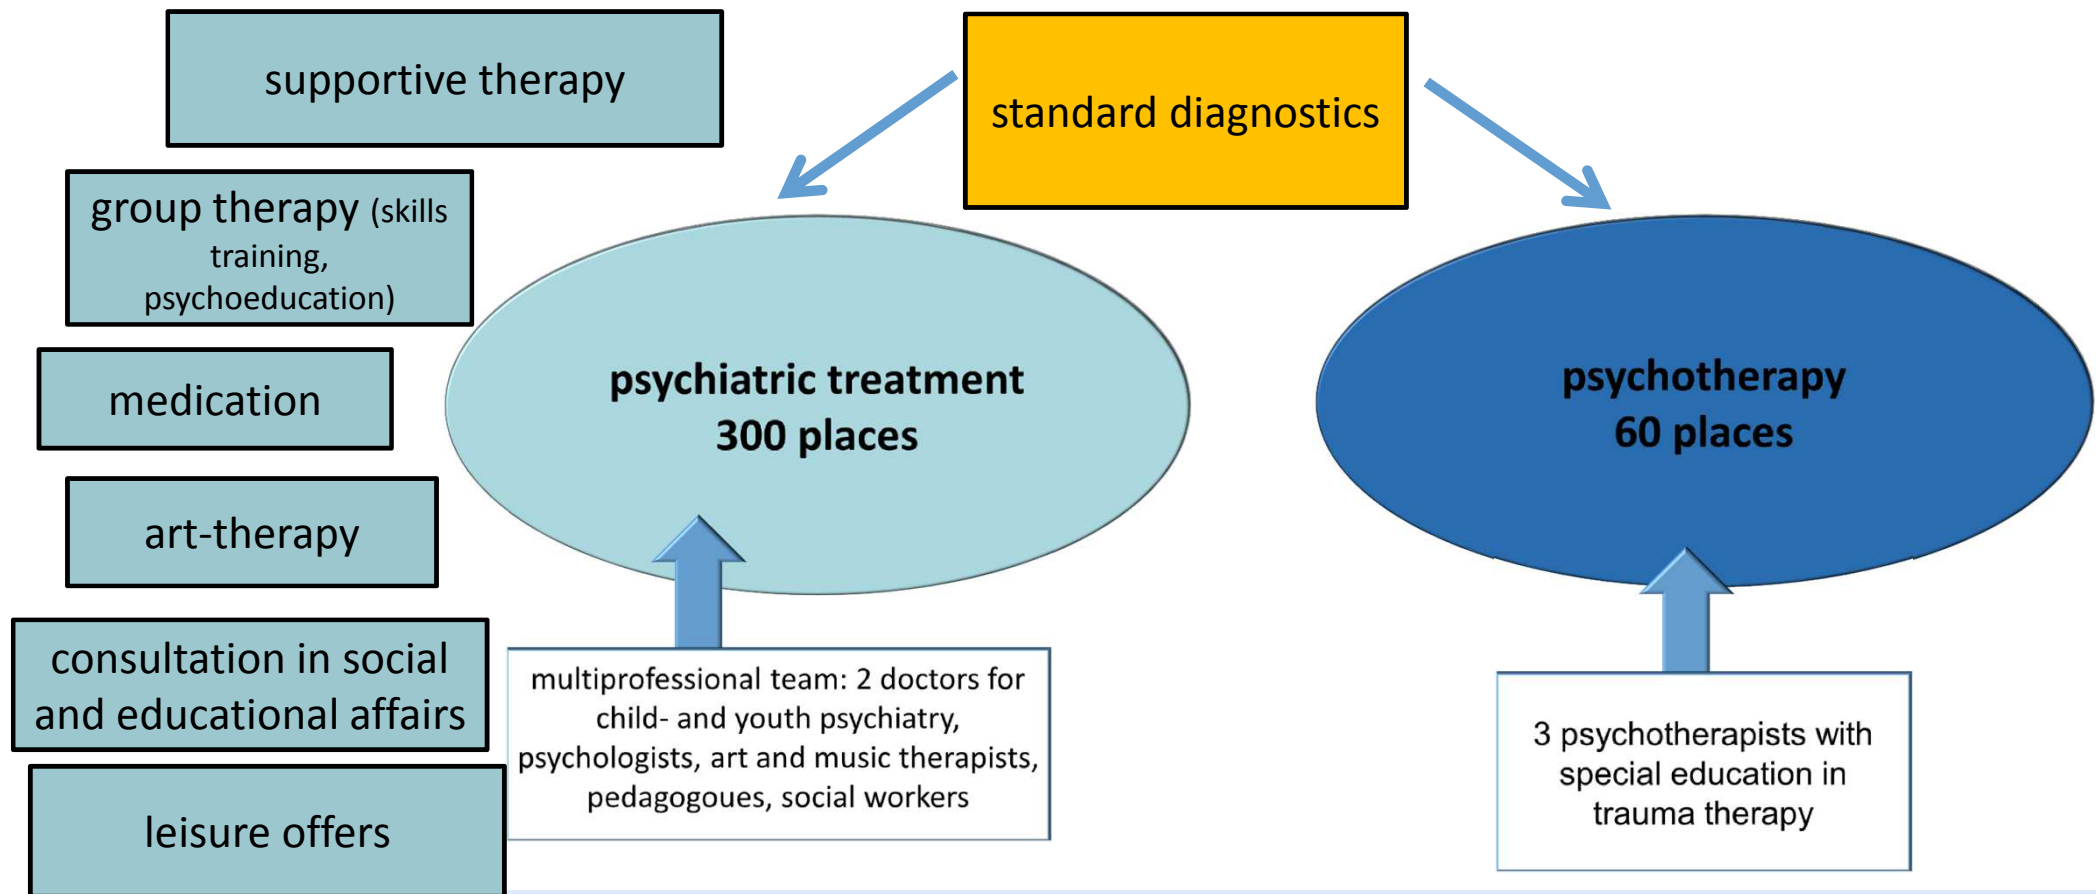 supportive therapy
standard diagnostics
group therapy (skills
training,
psychoeducation)
medication
art-therapy
consultation in social
and educational affairs
leisure offers
psychiatric treatment
300 places
psychotherapy
60 places
multiprofessional team: 2 doctors for
child- and youth psychiatry,
psychologists, art and music therapists,
pedagogoues, social workers
3 psychotherapists with
special education in
trauma therapy